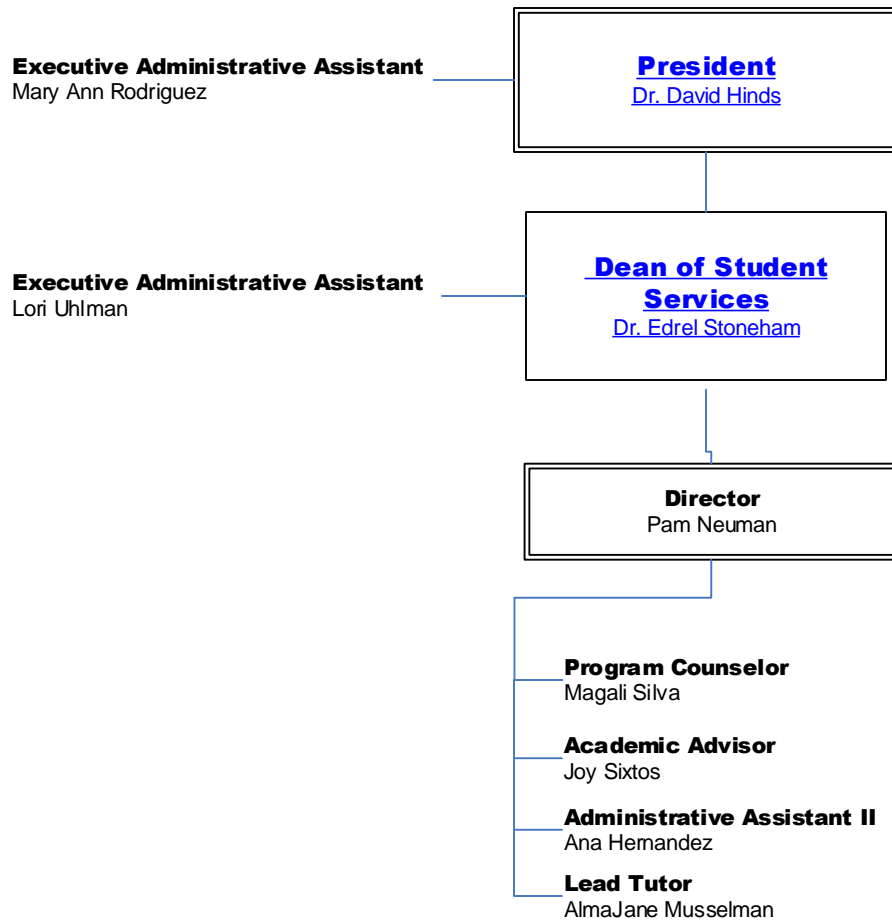 Executive Administrative Assistant
Mary Ann Rodriguez
President
Dr. David Hinds
Executive Administrative Assistant
Lori Uhlman
Dean of Student
Services
Dr. Edrel Stoneham
Director
Pam Neuman
Program Counselor
Magali Silva
Academic Advisor
Joy Sixtos
Administrative Assistant II
Ana Hernandez
Lead Tutor
AlmaJane Musselman